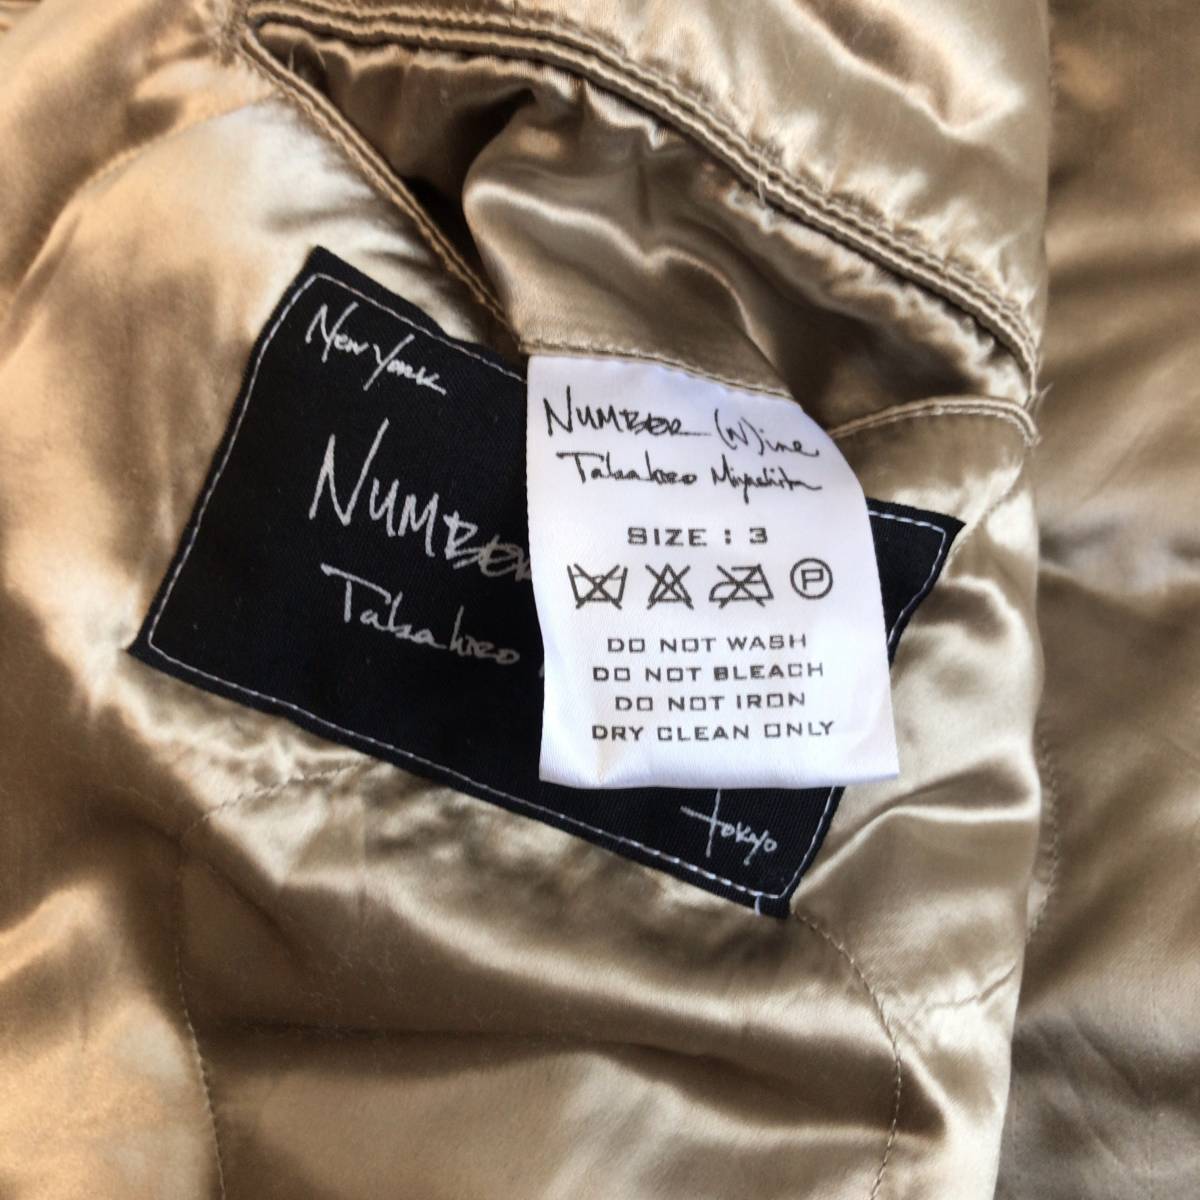 New York
NUMBER
Takahiro
NUMBER (N)ine
Takahiro Miyashita
SIZE : 3
P
DO NOT WASH
DO NOT BLEACH
DO NOT IRON
DRY CLEAN ONLY
Tokyo